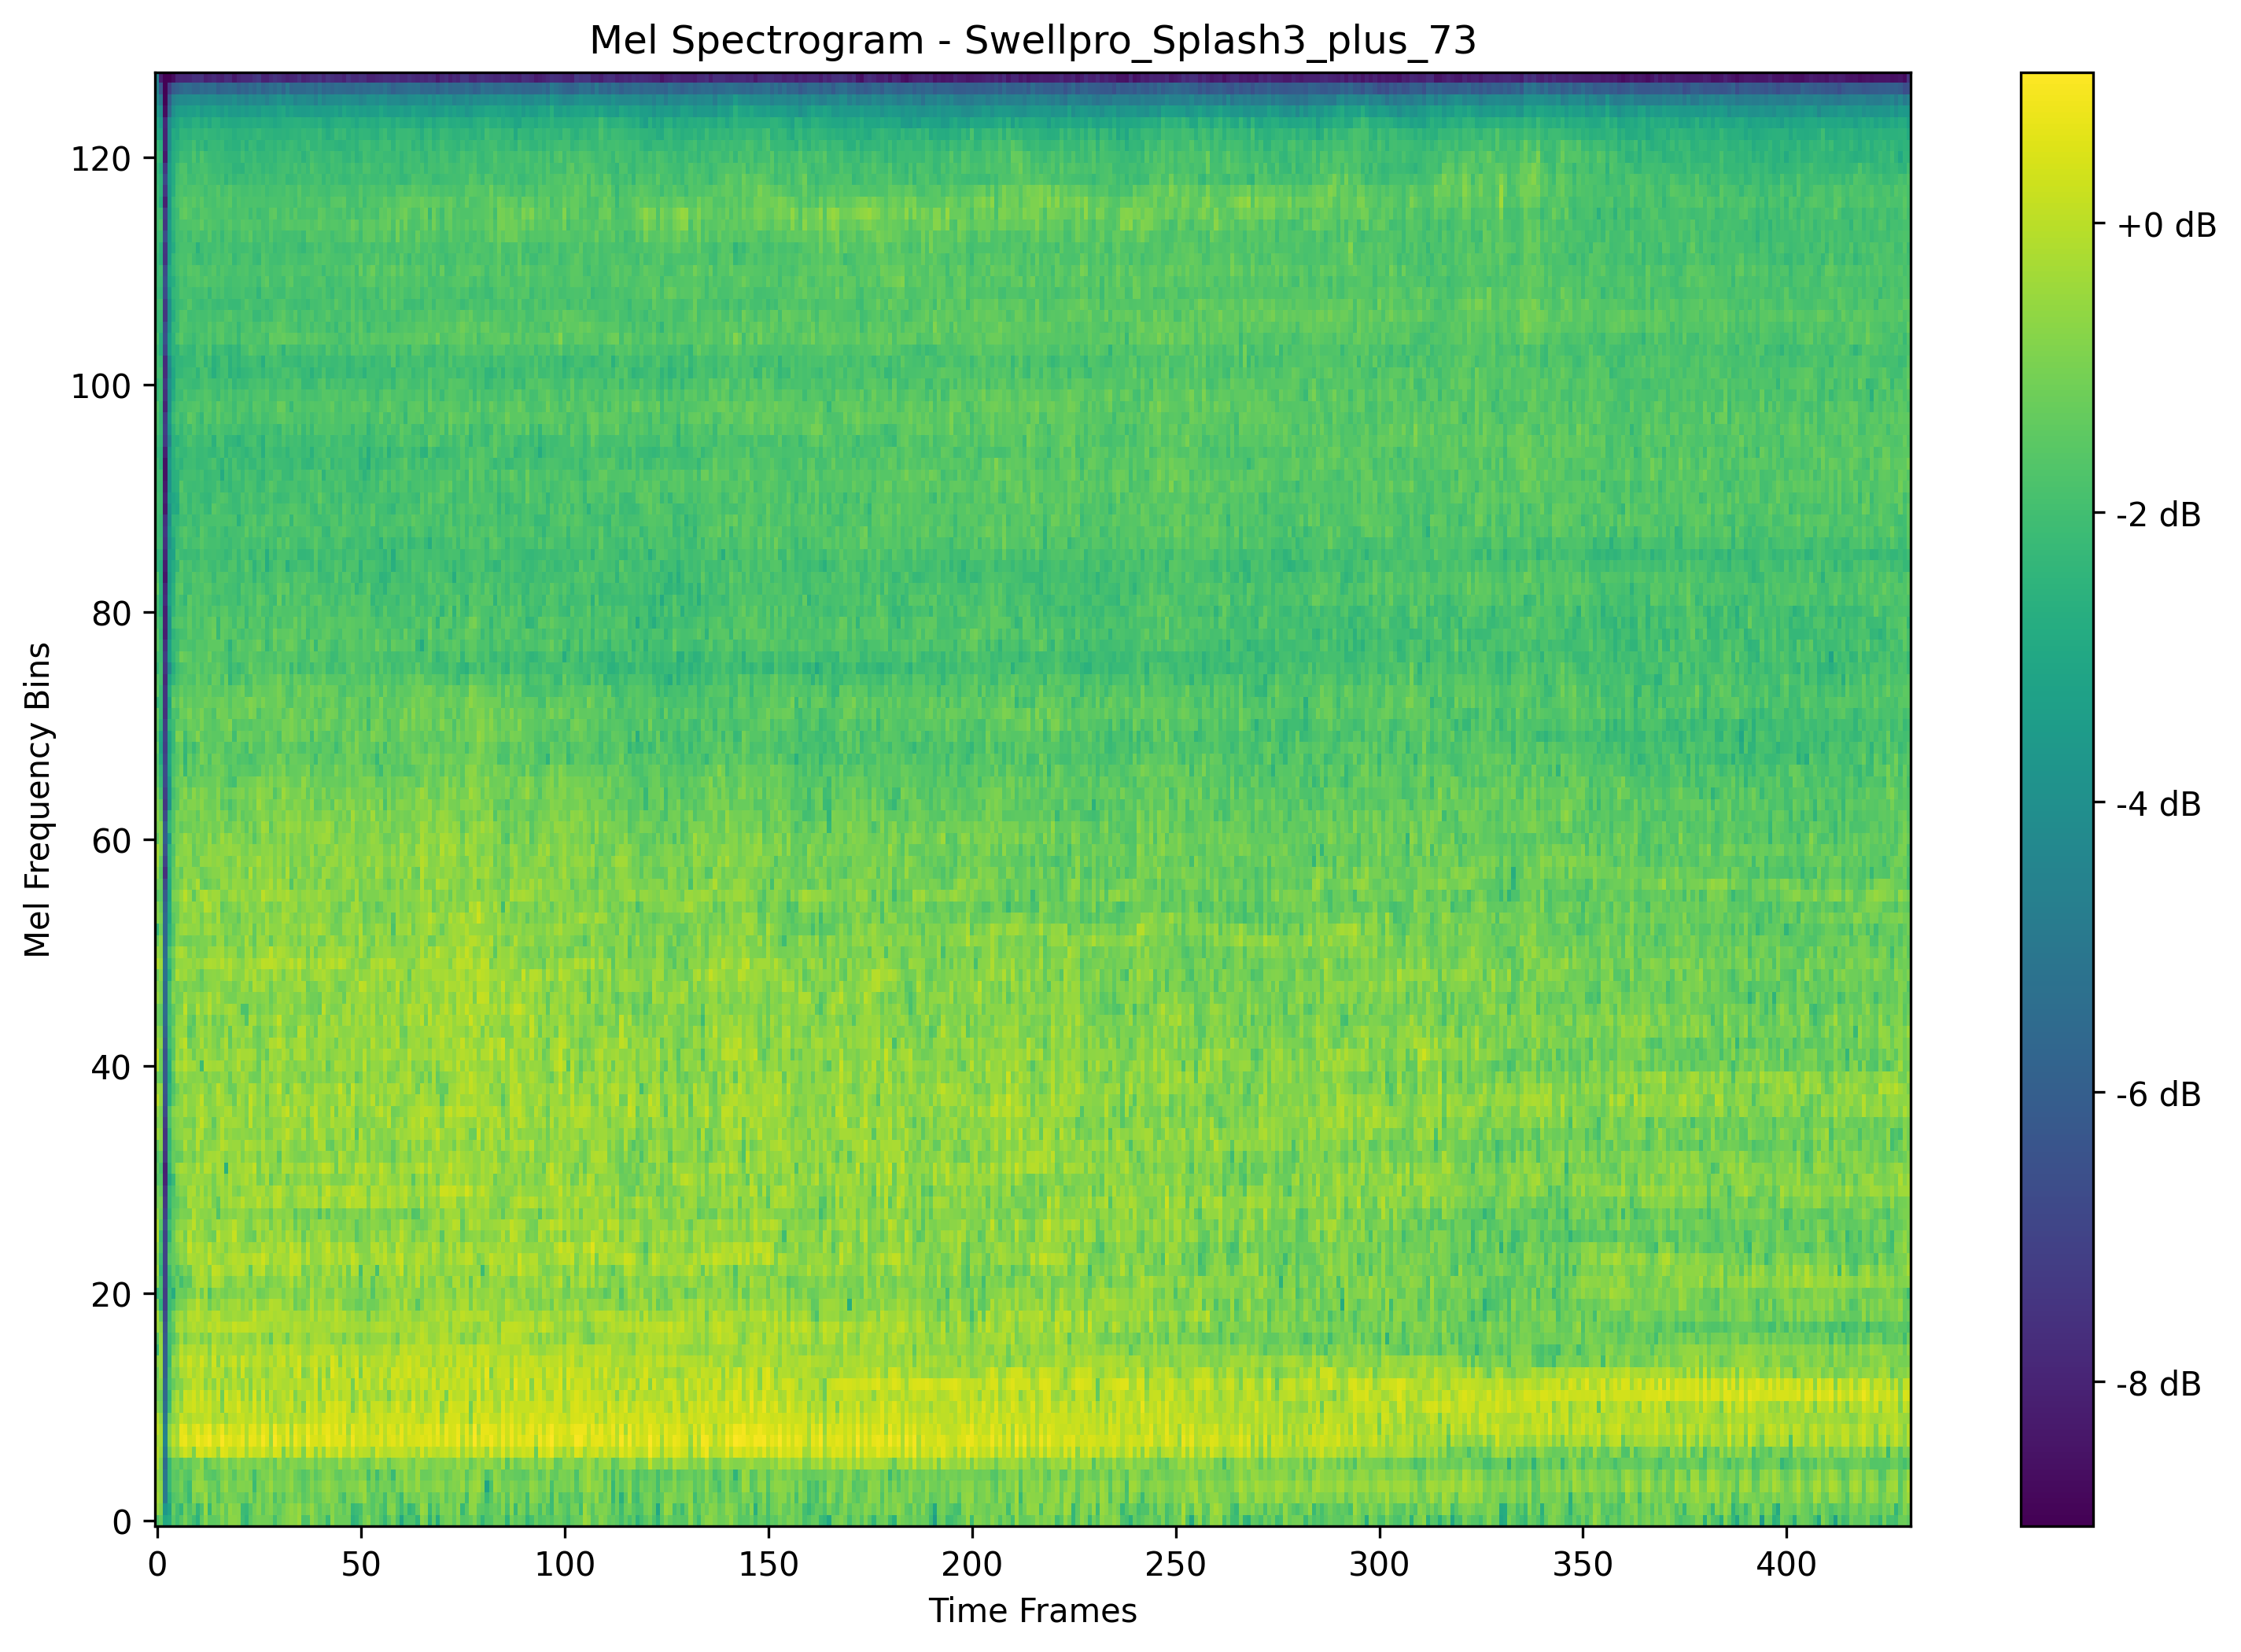 Mel Spectrogram - Swellpro_Splash3_plus_73
Mel Frequency Bins
120
100
80
60
40
20
0
0 50 100 150 200 250 300 350 400
Time Frames
+0 dB
-2 dB
-4 dB
-6 dB
-8 dB